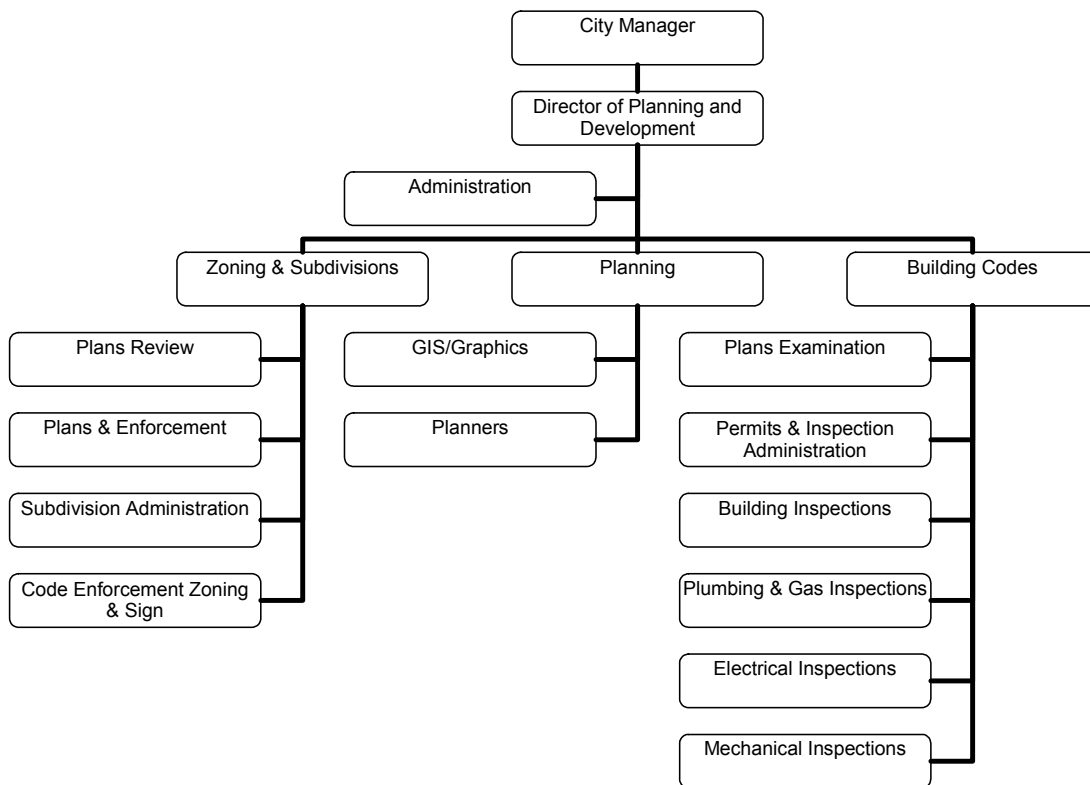 City Manager
Director of Planning and
Development
Administration
Zoning & Subdivisions
Planning
Building Codes
Plans Review
GIS/Graphics
Plans Examination
Plans & Enforcement
Planners
Permits & Inspection
Administration
Subdivision Administration
Building Inspections
Code Enforcement Zoning
& Sign
Plumbing & Gas Inspections
Electrical Inspections
Mechanical Inspections